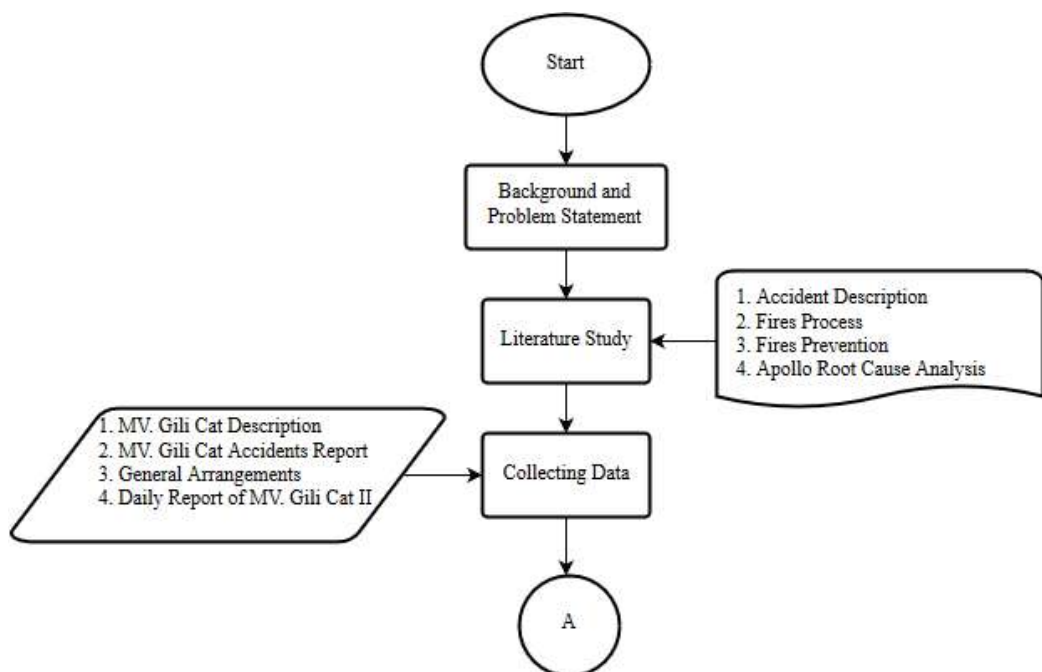 Start
Background and
Problem Statement
Literature Study
1. Accident Description
2. Fires Process
3. Fires Prevention
4. Apollo Root Cause Analysis
1. MV. Gili Cat Description
2. MV. Gili Cat Accidents Report
3. General Arrangements
4. Daily Report of MV. Gili Cat II
Collecting Data
A